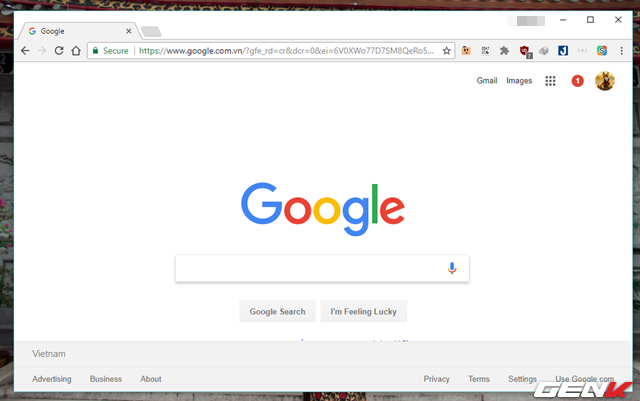 Google
Secure https://www.google.com.vn/?gfe_rd=cr&dcr=0&ei=6V0XWo77D7SM8QeRo5...
7
Gmail Images 1
Google
Google Search I'm Feeling Lucky
Vietnam
Advertising Business About Privacy Terms Settings Use Google.com
GENK